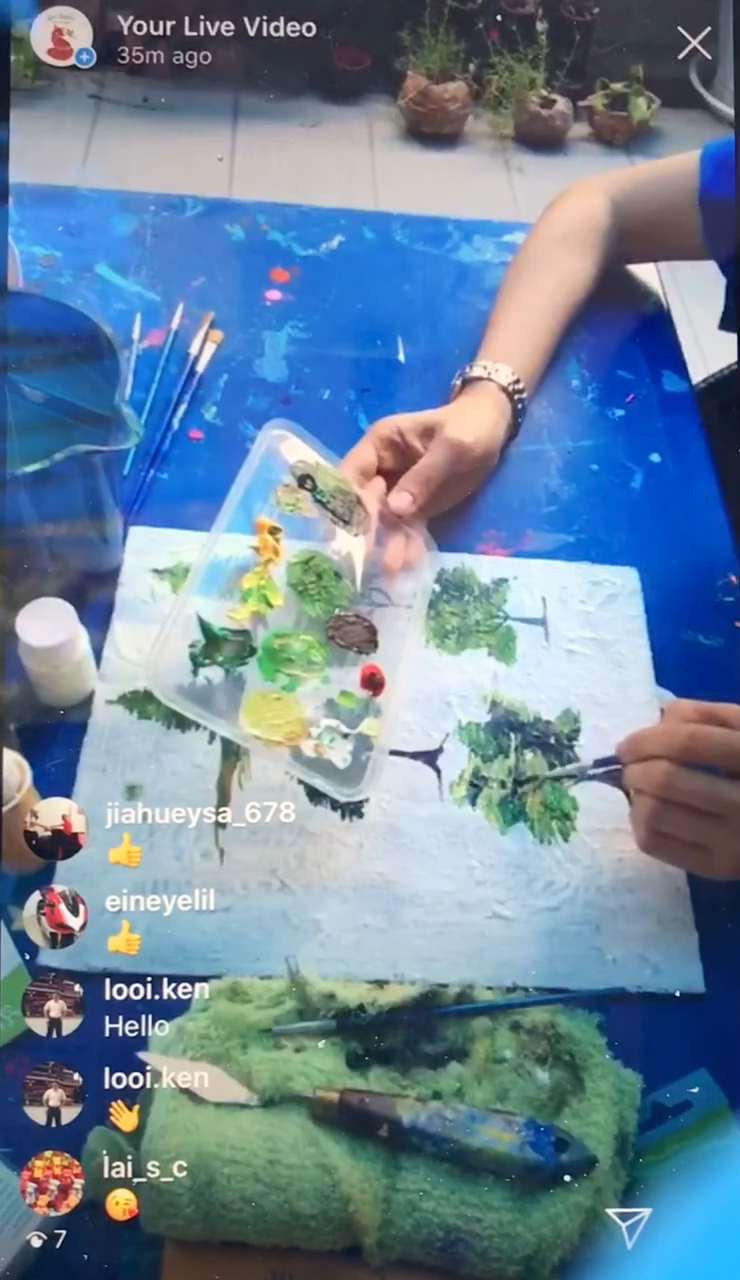 Your Live Video
35m ago
jiahueysa_678
👍
eineyelil
👍
looi.ken
Hello
looi.ken
👋
lai_s_c
😘
7